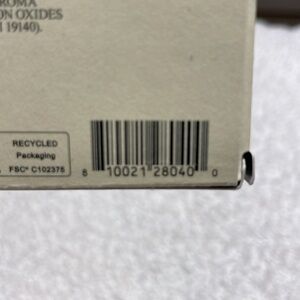 ROMA
ON OXIDES
I 19140).
RECYCLED
Packaging
FSC® C102375
8 10021 28040 0